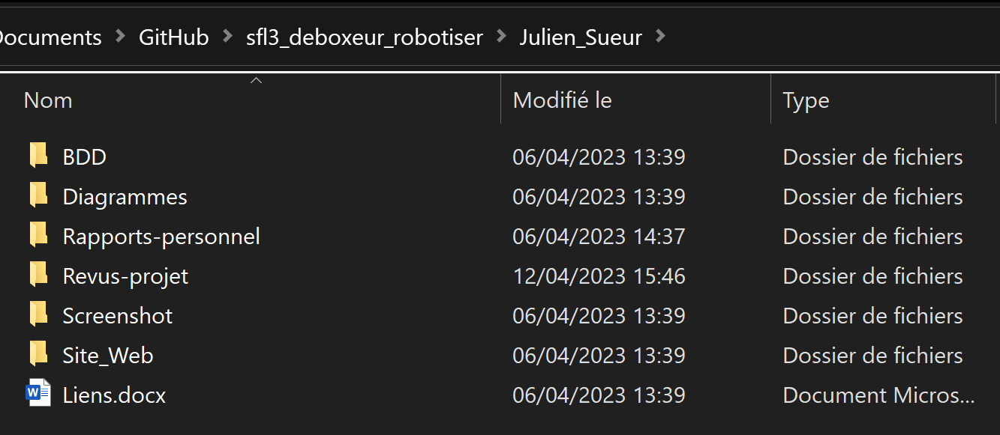 Documents > GitHub > sfl3_deboxeur_robotiser > Julien_Sueur >
Nom Modifié le Type
BDD 06/04/2023 13:39 Dossier de fichiers
Diagrammes 06/04/2023 13:39 Dossier de fichiers
Rapports-personnel 06/04/2023 14:37 Dossier de fichiers
Revus-projet 12/04/2023 15:46 Dossier de fichiers
Screenshot 06/04/2023 13:39 Dossier de fichiers
Site_Web 06/04/2023 13:39 Dossier de fichiers
Liens.docx 06/04/2023 13:39 Document Micros...